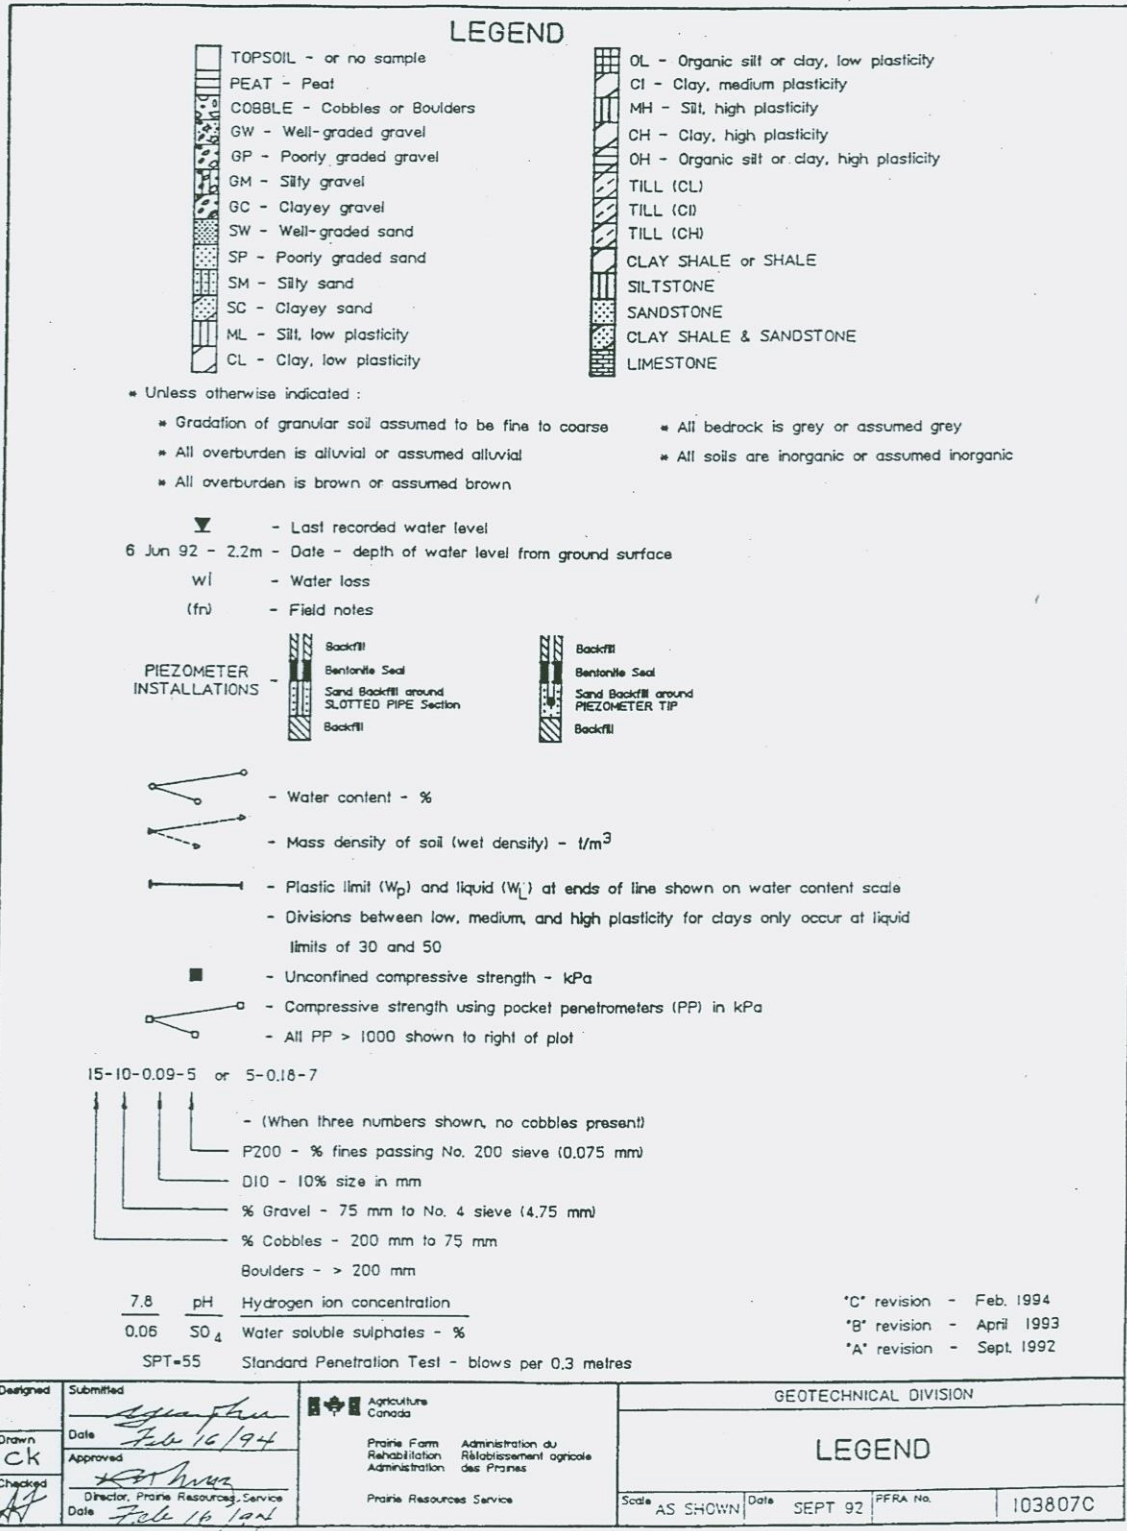 LEGEND
TOPSOIL - or no sample
PEAT - Peat
COBBLE - Cobbles or Boulders
GW - Well-graded gravel
GP - Poorly graded gravel
GM - Silty gravel
GC - Clayey gravel
SW - Well-graded sand
SP - Poorly graded sand
SM - Silty sand
SC - Clayey sand
ML - Silt, low plasticity
CL - Clay, low plasticity
OL - Organic silt or clay, low plasticity
CI - Clay, medium plasticity
MH - Silt, high plasticity
CH - Clay, high plasticity
OH - Organic silt or clay, high plasticity
TILL (CL)
TILL (CI)
TILL (CH)
CLAY SHALE or SHALE
SILTSTONE
SANDSTONE
CLAY SHALE & SANDSTONE
LIMESTONE
* Unless otherwise indicated :
* Gradation of granular soil assumed to be fine to coarse
* All overburden is alluvial or assumed alluvial
* All overburden is brown or assumed brown
* All bedrock is grey or assumed grey
* All soils are inorganic or assumed inorganic
- Last recorded water level
6 Jun 92 - 2.2m - Date - depth of water level from ground surface
wl - Water loss
(fn) - Field notes
PIEZOMETER
INSTALLATIONS -
Backfill
Bentonite Seal
Sand Backfill around
SLOTTED PIPE Section
Backfill
Backfill
Bentonite Seal
Sand Backfill around
PIEZOMETER TIP
Backfill
- Water content - %
- Mass density of soil (wet density) - t/m³
- Plastic limit (Wp) and liquid (WL) at ends of line shown on water content scale
- Divisions between low, medium, and high plasticity for clays only occur at liquid
limits of 30 and 50
- Unconfined compressive strength - kPa
- Compressive strength using pocket penetrometers (PP) in kPa
- All PP > 1000 shown to right of plot
15-10-0.09-5 or 5-0.18-7
- (When three numbers shown, no cobbles present)
P200 - % fines passing No. 200 sieve (0.075 mm)
D10 - 10% size in mm
% Gravel - 75 mm to No. 4 sieve (4.75 mm)
% Cobbles - 200 mm to 75 mm
Boulders - > 200 mm
7.8 pH Hydrogen ion concentration
0.06 SO4 Water soluble sulphates - %
SPT=55 Standard Penetration Test - blows per 0.3 metres
"C" revision - Feb. 1994
"B" revision - April 1993
"A" revision - Sept. 1992
Designed
Drawn
CK
Checked
Submitted
Date Feb 16/94
Approved
Director, Prairie Resources Service
Date Feb 16/94
Agriculture
Canada
Prairie Farm
Rehabilitation
Administration
Administration du
Rétablissement agricole
des Prairies
Prairie Resources Service
GEOTECHNICAL DIVISION
LEGEND
Scale AS SHOWN
Date SEPT 92
PFRA No. 103807C